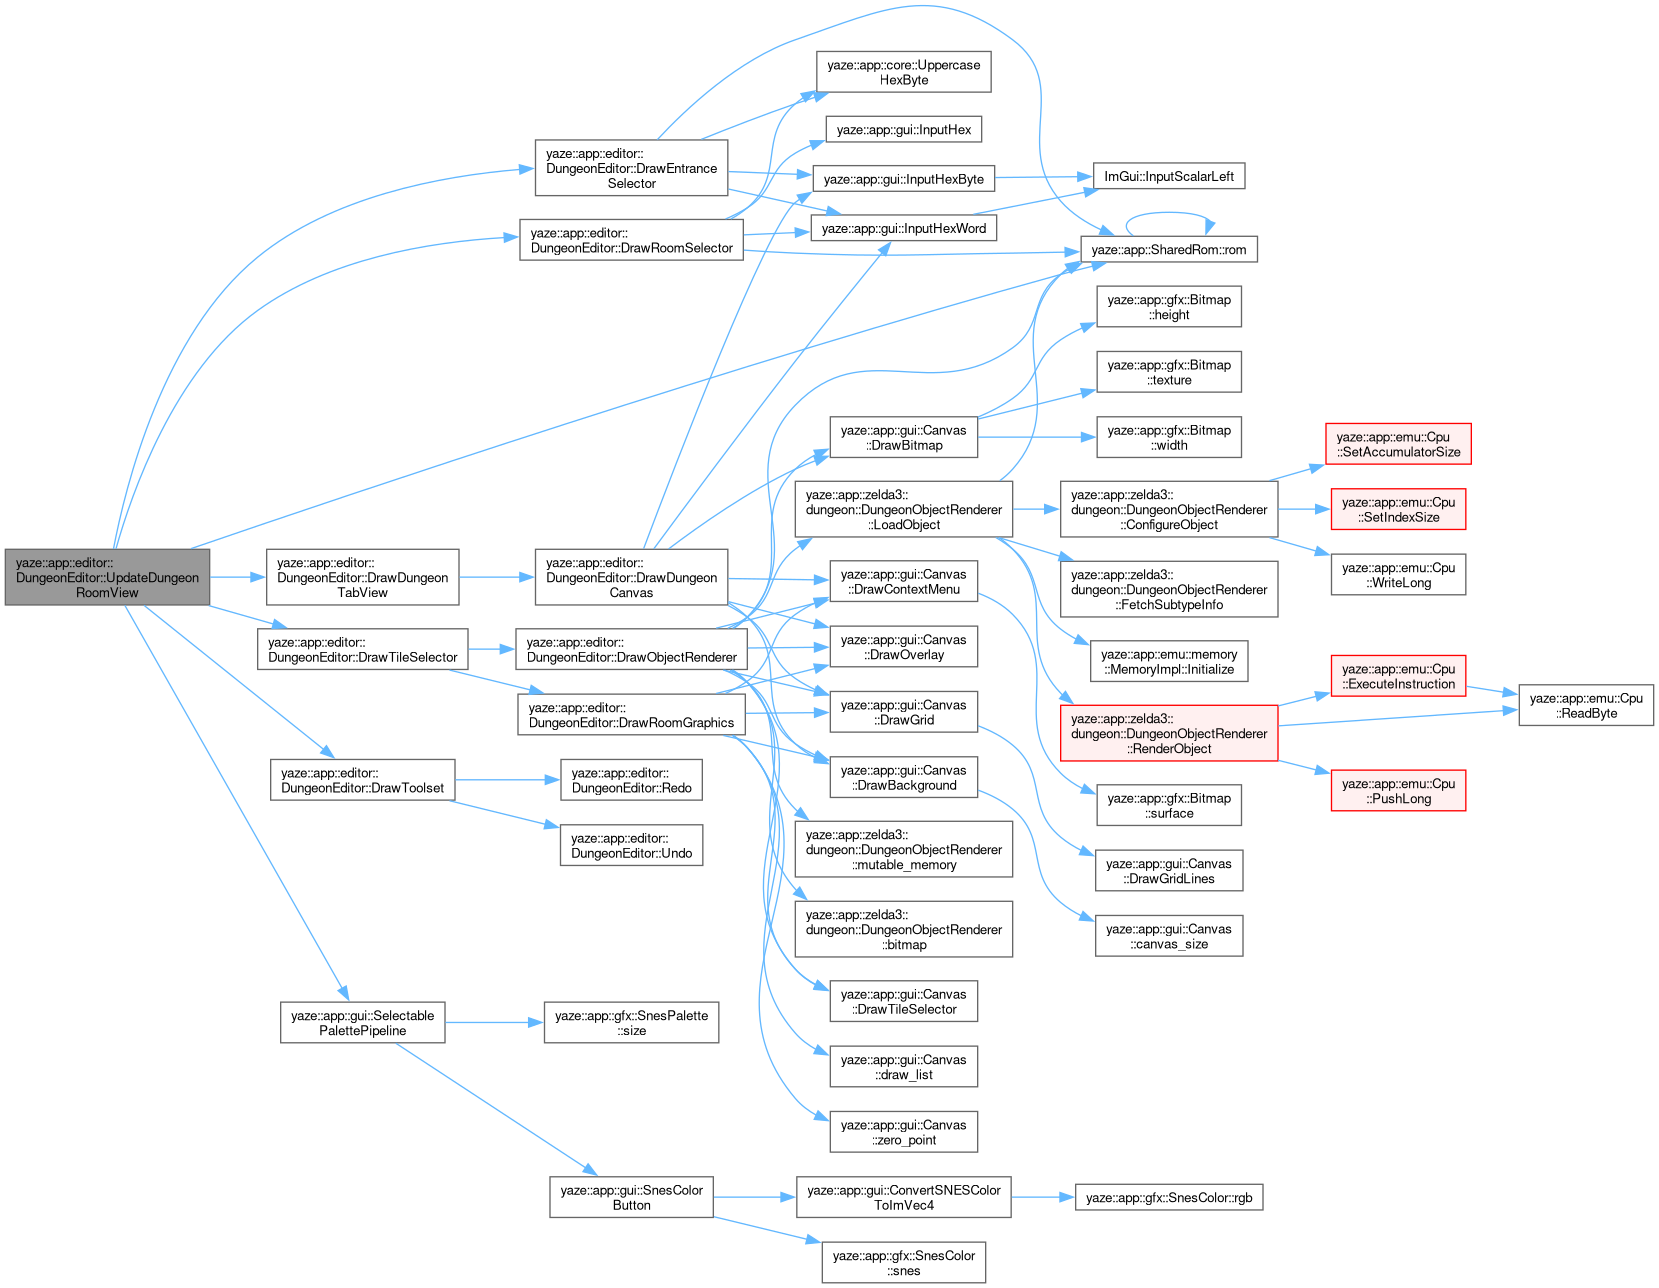 yaze::app::editor::
DungeonEditor::UpdateDungeon
RoomView
yaze::app::editor::
DungeonEditor::DrawEntrance
Selector
yaze::app::editor::
DungeonEditor::DrawRoomSelector
yaze::app::editor::
DungeonEditor::DrawDungeon
TabView
yaze::app::editor::
DungeonEditor::DrawTileSelector
yaze::app::editor::
DungeonEditor::DrawToolset
yaze::app::gui::Selectable
PalettePipeline
yaze::app::editor::
DungeonEditor::DrawDungeon
Canvas
yaze::app::editor::
DungeonEditor::DrawObjectRenderer
yaze::app::editor::
DungeonEditor::DrawRoomGraphics
yaze::app::editor::
DungeonEditor::Redo
yaze::app::editor::
DungeonEditor::Undo
yaze::app::gfx::SnesPalette
::size
yaze::app::gui::SnesColor
Button
yaze::app::core::Uppercase
HexByte
yaze::app::gui::InputHex
yaze::app::gui::InputHexByte
yaze::app::gui::InputHexWord
yaze::app::gui::Canvas
::DrawBitmap
yaze::app::zelda3::
dungeon::DungeonObjectRenderer
::LoadObject
yaze::app::gui::Canvas
::DrawContextMenu
yaze::app::gui::Canvas
::DrawOverlay
yaze::app::gui::Canvas
::DrawGrid
yaze::app::gui::Canvas
::DrawBackground
yaze::app::zelda3::
dungeon::DungeonObjectRenderer
::mutable_memory
yaze::app::zelda3::
dungeon::DungeonObjectRenderer
::bitmap
yaze::app::gui::Canvas
::DrawTileSelector
yaze::app::gui::Canvas
::draw_list
yaze::app::gui::Canvas
::zero_point
yaze::app::gui::ConvertSNESColor
ToImVec4
yaze::app::gfx::SnesColor
::snes
ImGui::InputScalarLeft
yaze::app::SharedRom::rom
yaze::app::gfx::Bitmap
::height
yaze::app::gfx::Bitmap
::texture
yaze::app::gfx::Bitmap
::width
yaze::app::zelda3::
dungeon::DungeonObjectRenderer
::ConfigureObject
yaze::app::zelda3::
dungeon::DungeonObjectRenderer
::FetchSubtypeInfo
yaze::app::emu::memory
::MemoryImpl::Initialize
yaze::app::zelda3::
dungeon::DungeonObjectRenderer
::RenderObject
yaze::app::gfx::Bitmap
::surface
yaze::app::gui::Canvas
::DrawGridLines
yaze::app::gui::Canvas
::canvas_size
yaze::app::gfx::SnesColor::rgb
yaze::app::emu::Cpu
::SetAccumulatorSize
yaze::app::emu::Cpu
::SetIndexSize
yaze::app::emu::Cpu
::WriteLong
yaze::app::emu::Cpu
::ExecuteInstruction
yaze::app::emu::Cpu
::PushLong
yaze::app::emu::Cpu
::ReadByte